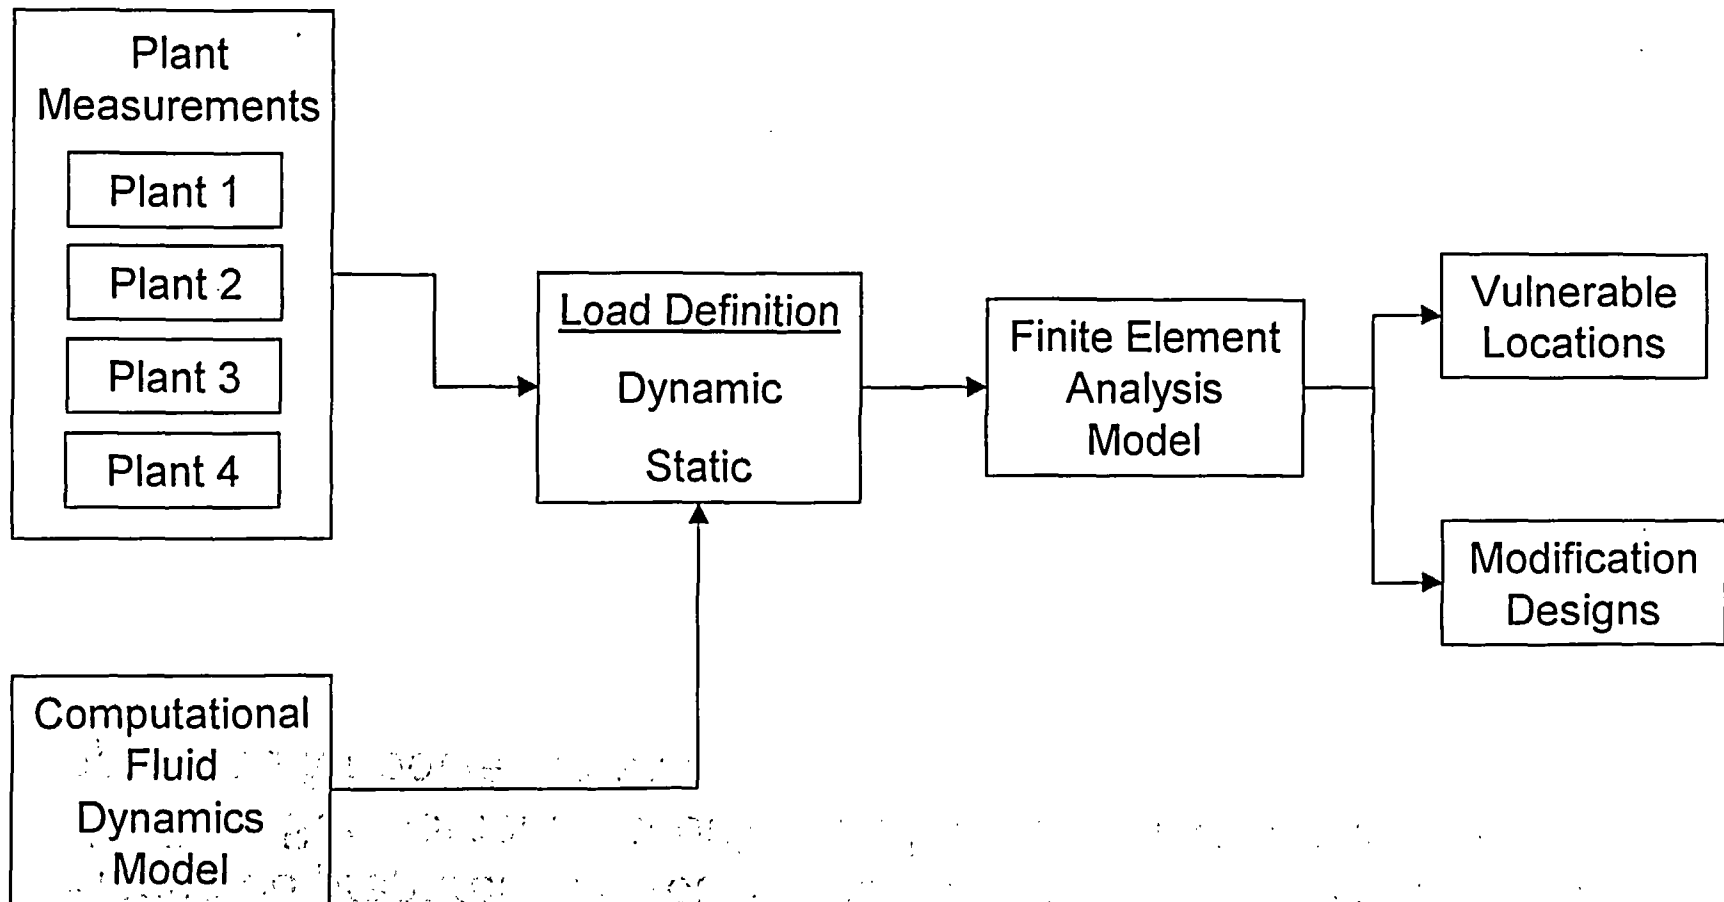 Plant
Measurements
Plant 1
Plant 2
Plant 3
Plant 4
Load Definition
Dynamic
Static
Finite Element
Analysis
Model
Vulnerable
Locations
Modification
Designs
Computational
Fluid
Dynamics
Model